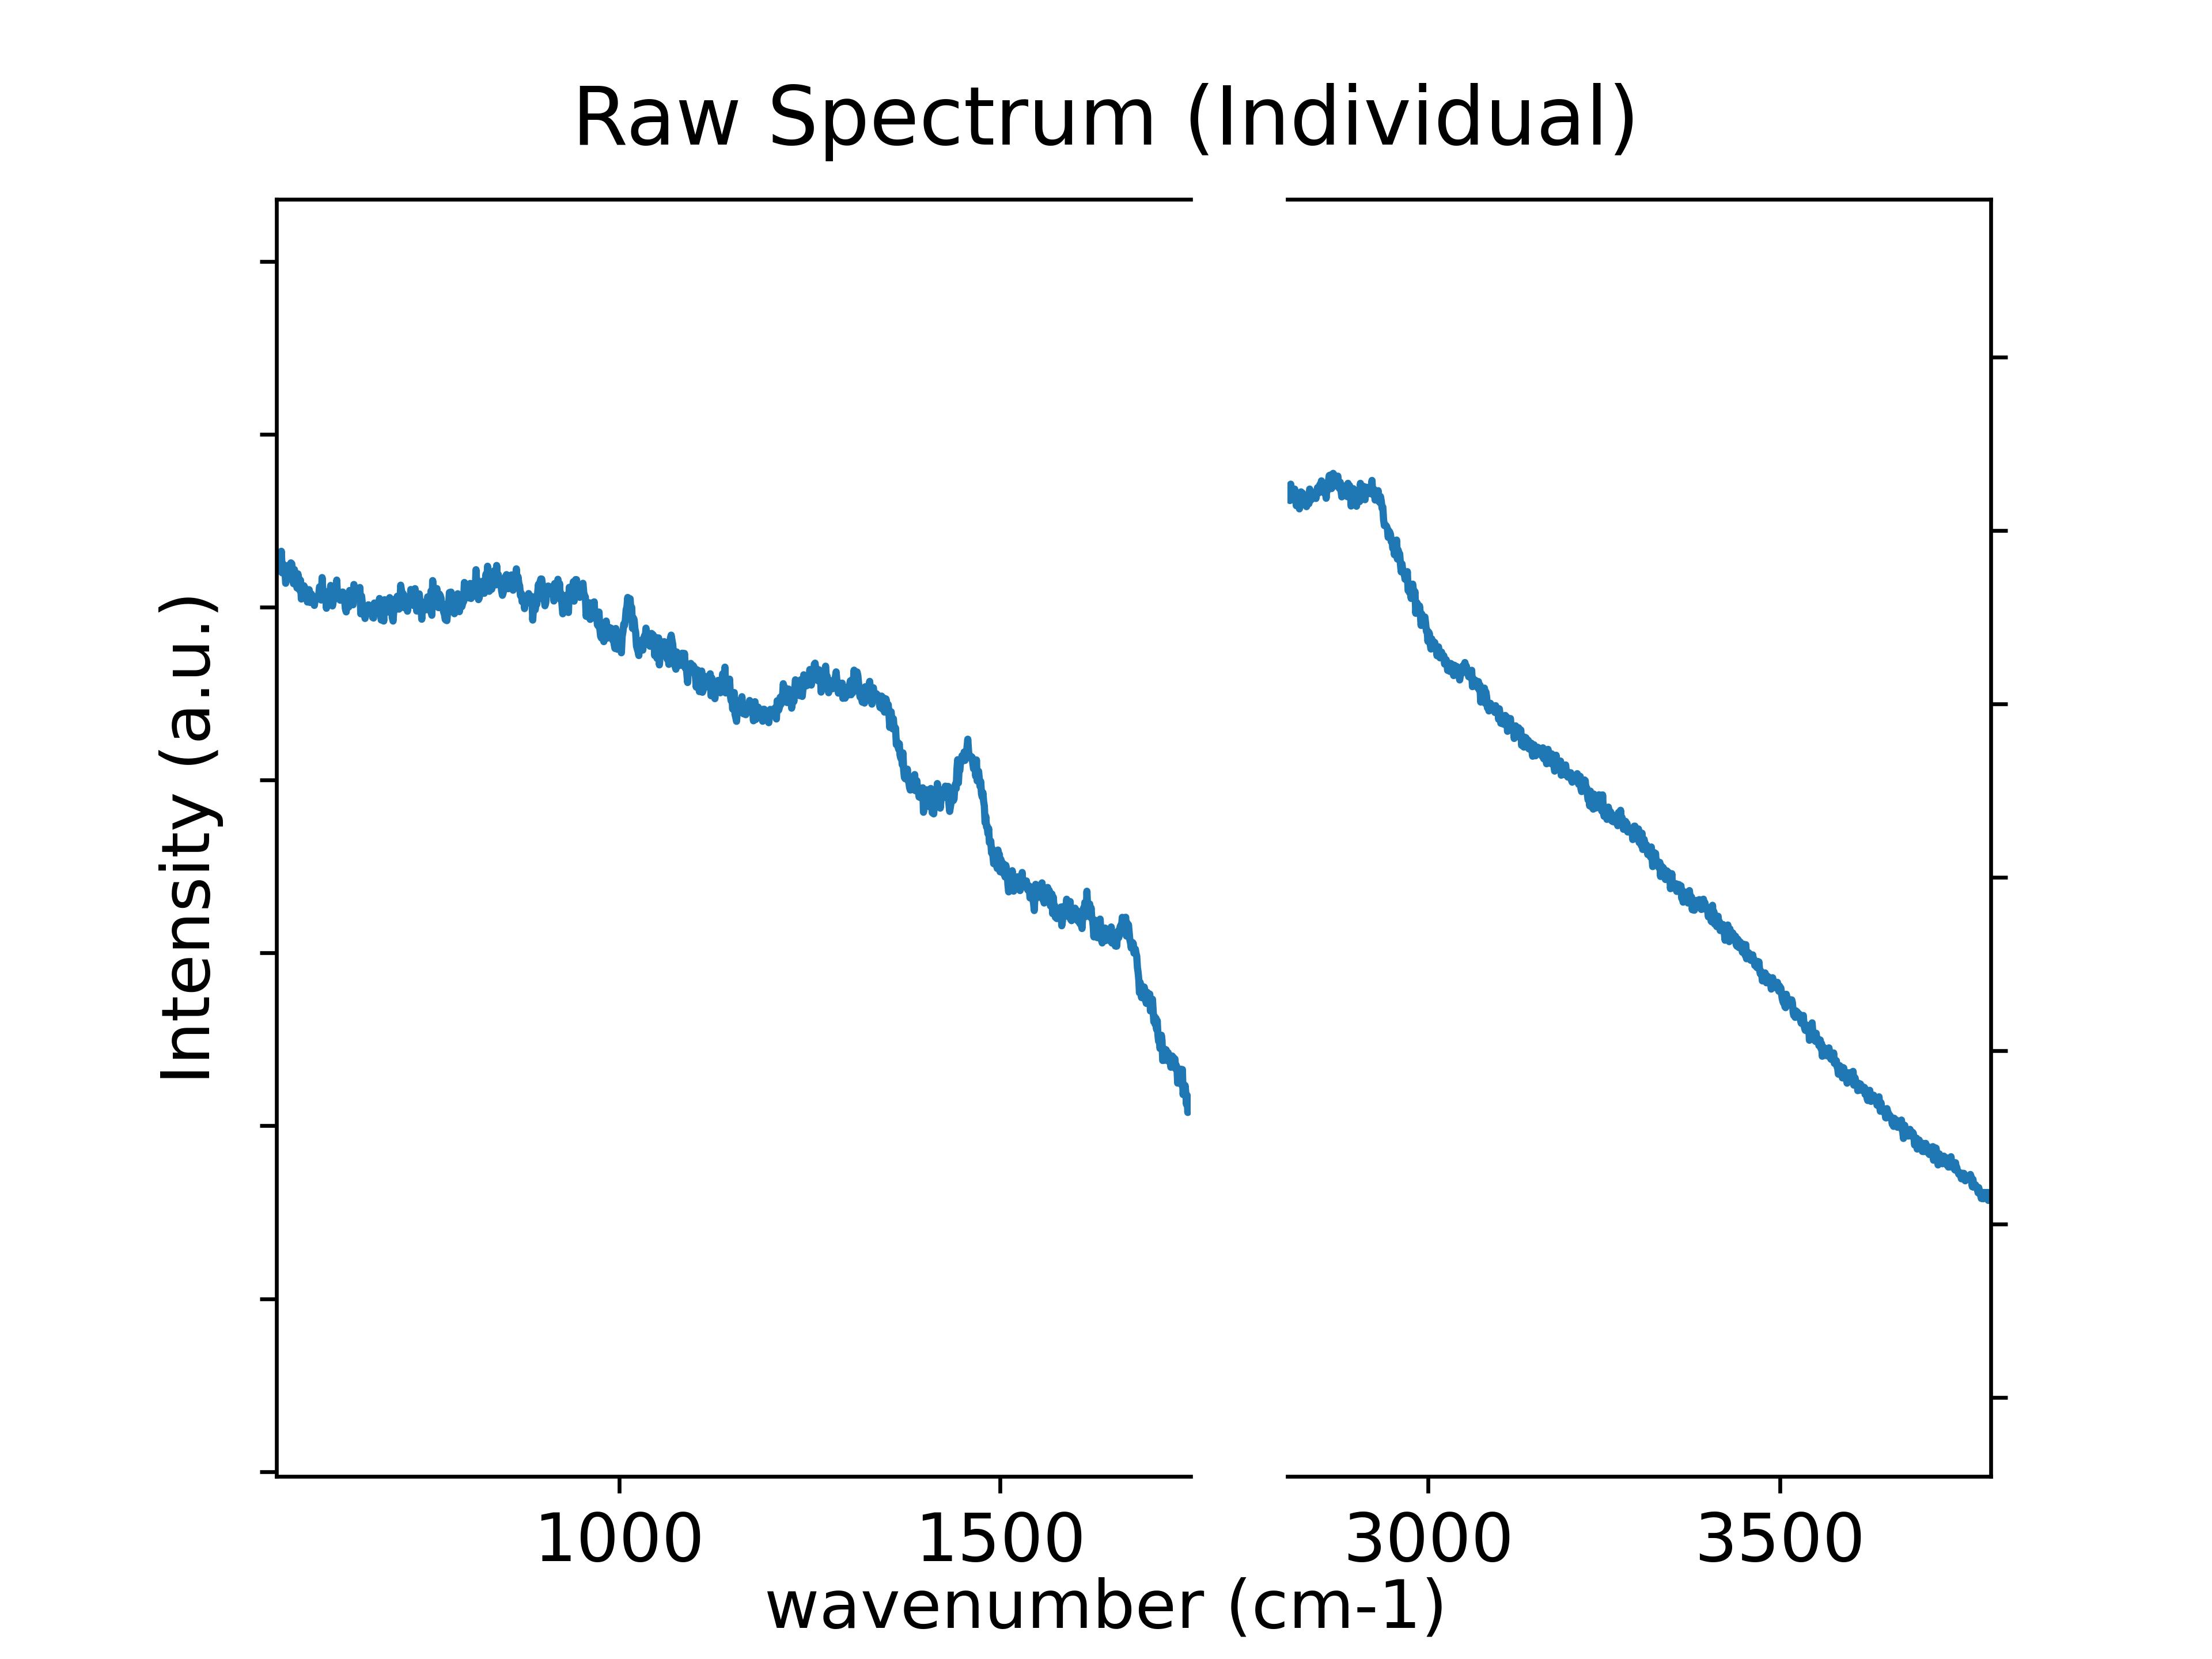 Raw Spectrum (Individual)
Intensity (a.u.)
1000 1500 3000 3500
wavenumber (cm-1)